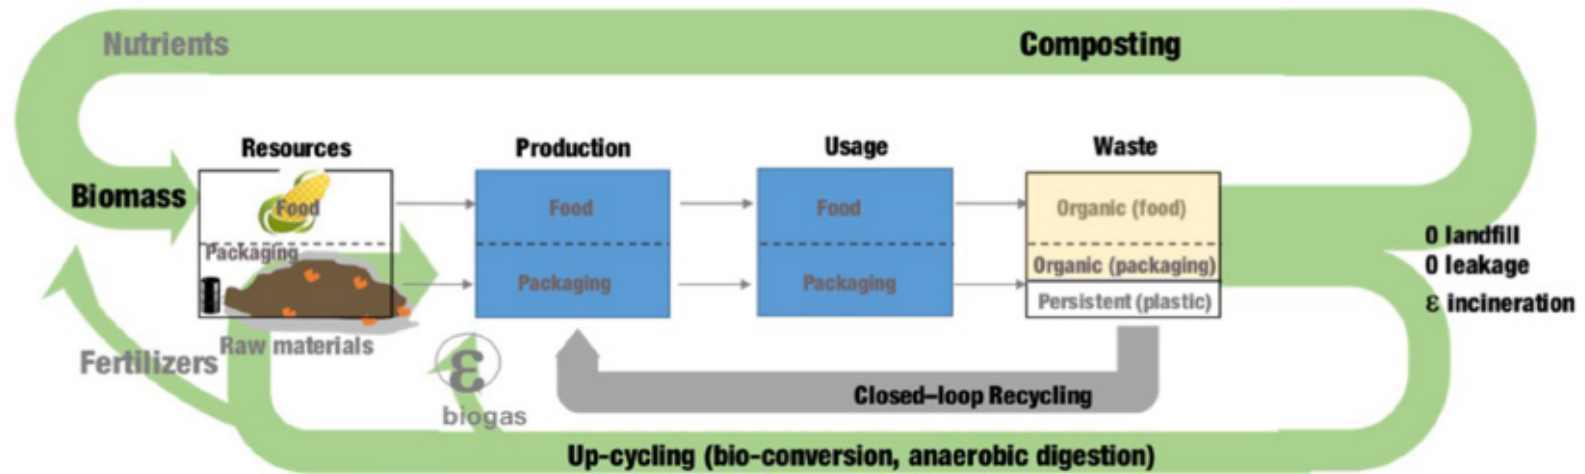 Nutrients
Composting
Resources
Production
Usage
Waste
Biomass
Food
Food
Food
Organic (food)
0 landfill
Packaging
Organic (packaging)
0 leakage
Packaging
Packaging
Persistent (plastic)
ε incineration
Raw materials
Fertilizers
ε
biogas
Closed–loop Recycling
Up-cycling (bio-conversion, anaerobic digestion)